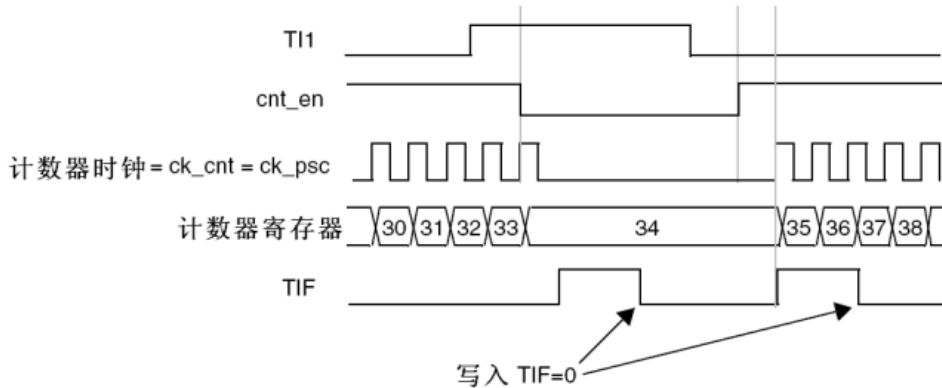 TI1
cnt_en
计数器时钟= ck_cnt = ck_psc
计数器寄存器 30 31 32 33 34 35 36 37 38
TIF
写入 TIF=0